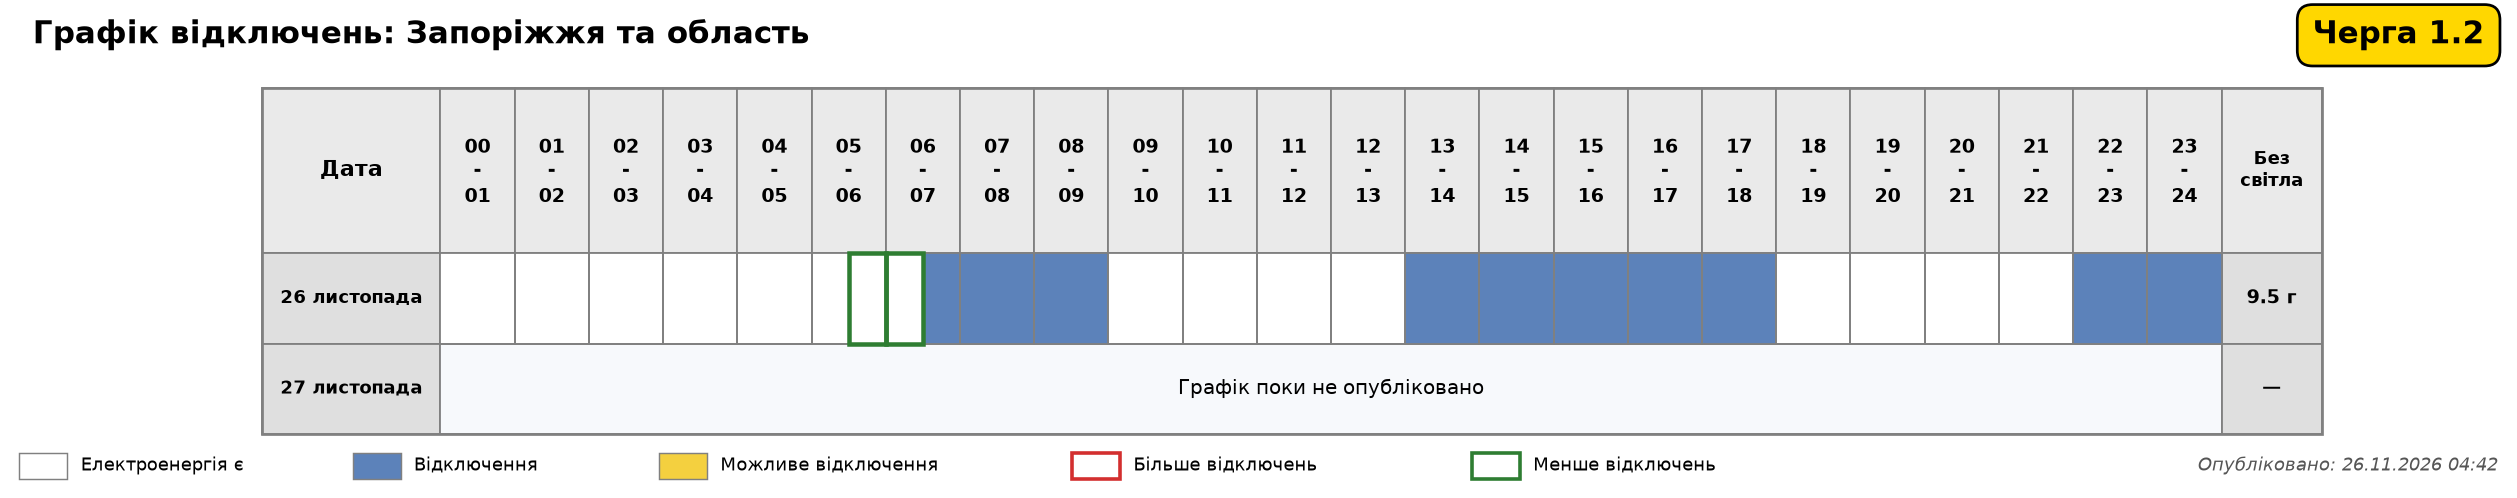 Графік відключень: Запоріжжя та область
Черга 1.2
Дата
00 - 01
01 - 02
02 - 03
03 - 04
04 - 05
05 - 06
06 - 07
07 - 08
08 - 09
09 - 10
10 - 11
11 - 12
12 - 13
13 - 14
14 - 15
15 - 16
16 - 17
17 - 18
18 - 19
19 - 20
20 - 21
21 - 22
22 - 23
23 - 24
Без
світла
26 листопада
9.5 г
27 листопада
Графік поки не опубліковано
—
Електроенергія є
Відключення
Можливе відключення
Більше відключень
Менше відключень
Опубліковано: 26.11.2026 04:42